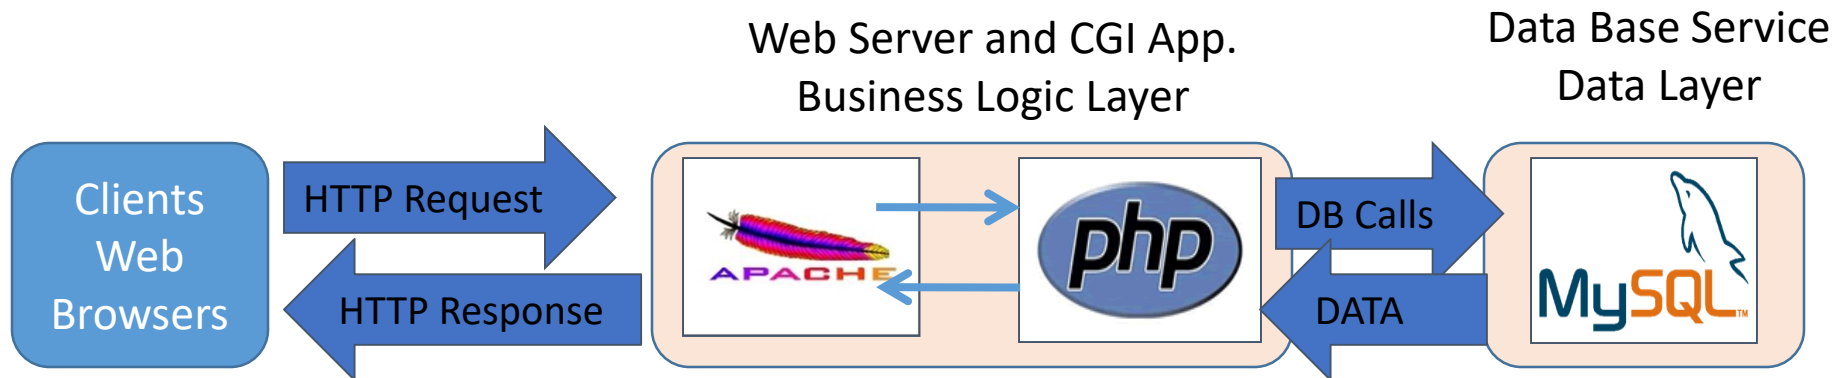 Web Server and CGI App.
Business Logic Layer
Data Base Service
Data Layer
Clients
Web
Browsers
HTTP Request
HTTP Response
APACHE
php
DB Calls
DATA
MySQL™